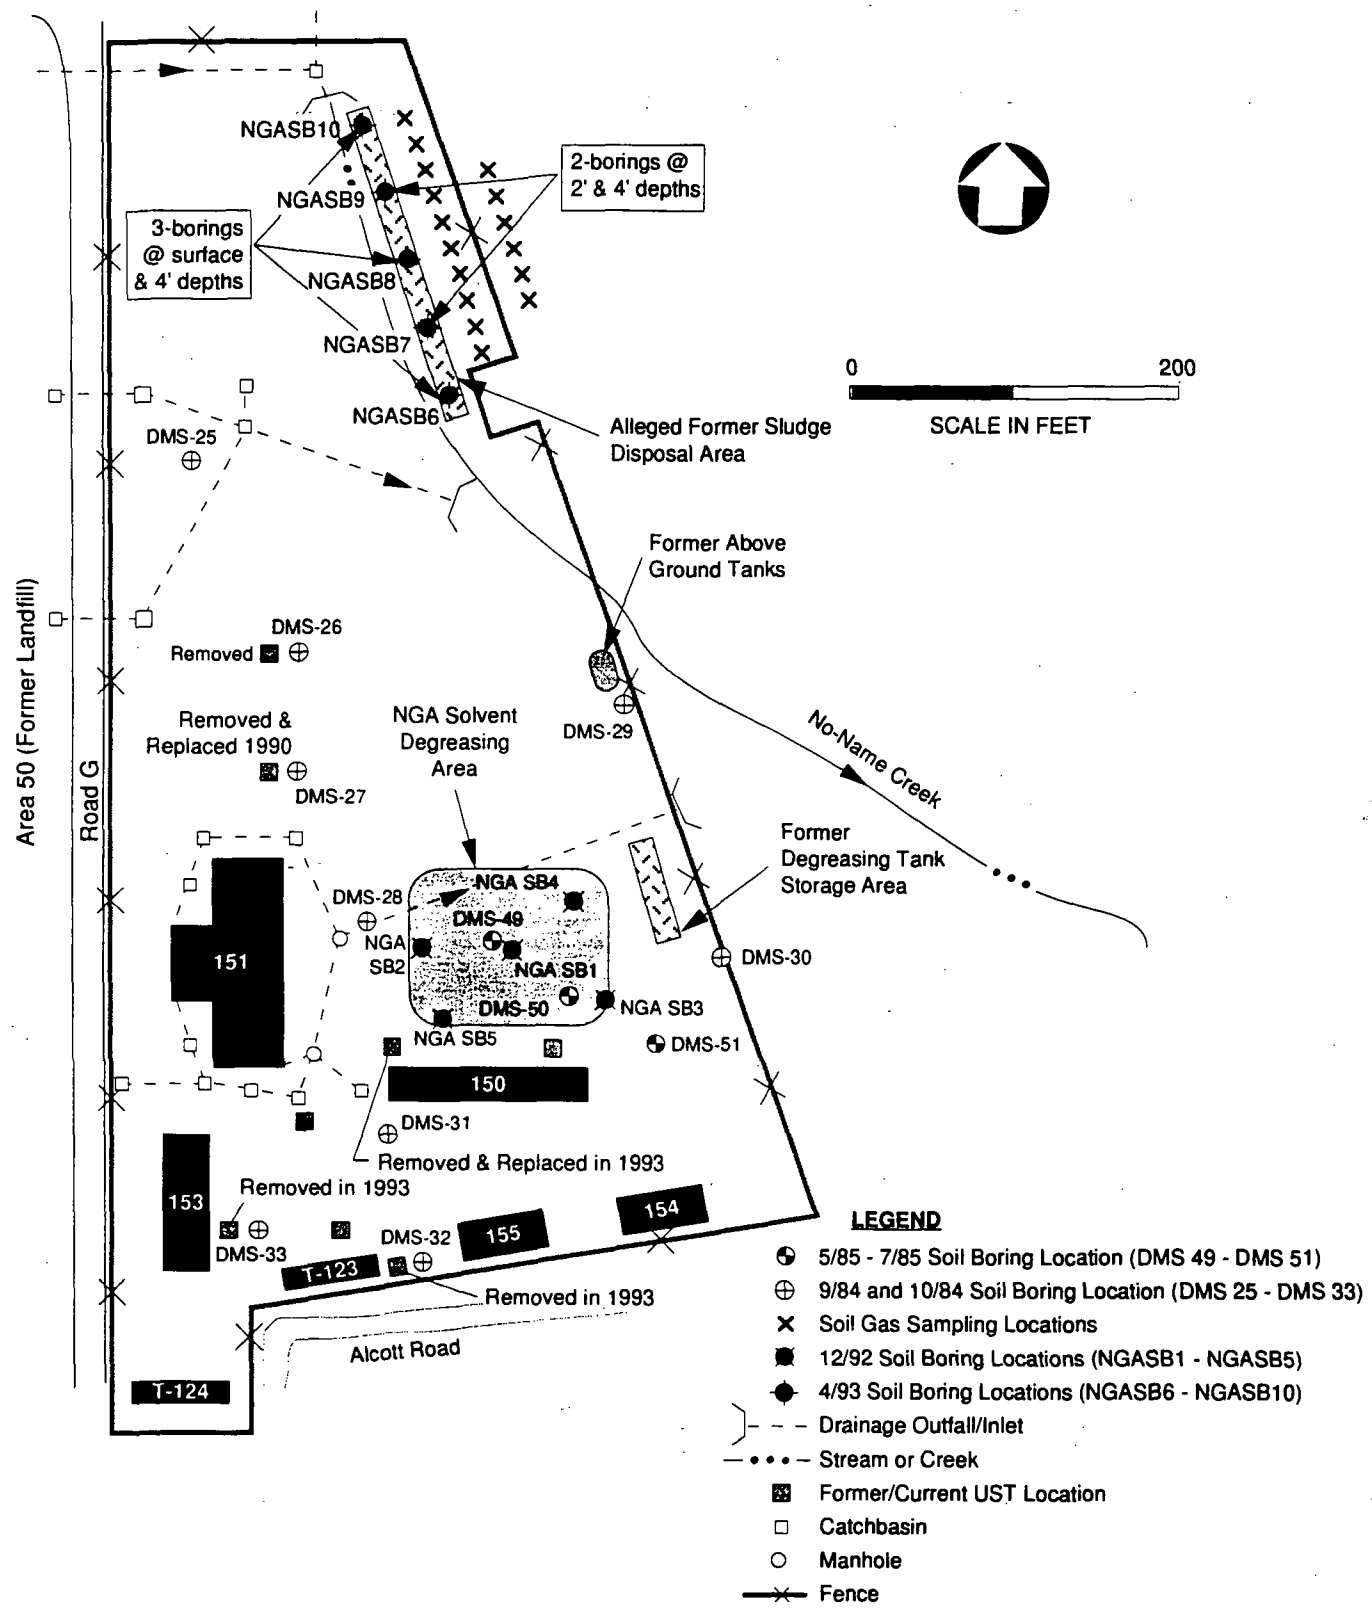 NGASB10
2-borings @
2' & 4' depths
NGASB9
3-borings
@ surface
& 4' depths
NGASB8
NGASB7
0 200
SCALE IN FEET
NGASB6
Alleged Former Sludge
Disposal Area
DMS-25
Former Above
Ground Tanks
Area 50 (Former Landfill)
Road G
DMS-26
Removed
Removed &
Replaced 1990
DMS-27
NGA Solvent
Degreasing
Area
DMS-29
No-Name Creek
Former
Degreasing Tank
Storage Area
DMS-28
NGA SB4
DMS-49
NGA
SB2
NGA SB1
151
DMS-30
DMS-50
NGA SB3
NGA SB5
DMS-51
150
DMS-31
Removed & Replaced in 1993
Removed in 1993
153
154
155
DMS-33
DMS-32
T-123
Removed in 1993
Alcott Road
T-124
LEGEND
5/85 - 7/85 Soil Boring Location (DMS 49 - DMS 51)
9/84 and 10/84 Soil Boring Location (DMS 25 - DMS 33)
Soil Gas Sampling Locations
12/92 Soil Boring Locations (NGASB1 - NGASB5)
4/93 Soil Boring Locations (NGASB6 - NGASB10)
Drainage Outfall/Inlet
Stream or Creek
Former/Current UST Location
Catchbasin
Manhole
Fence